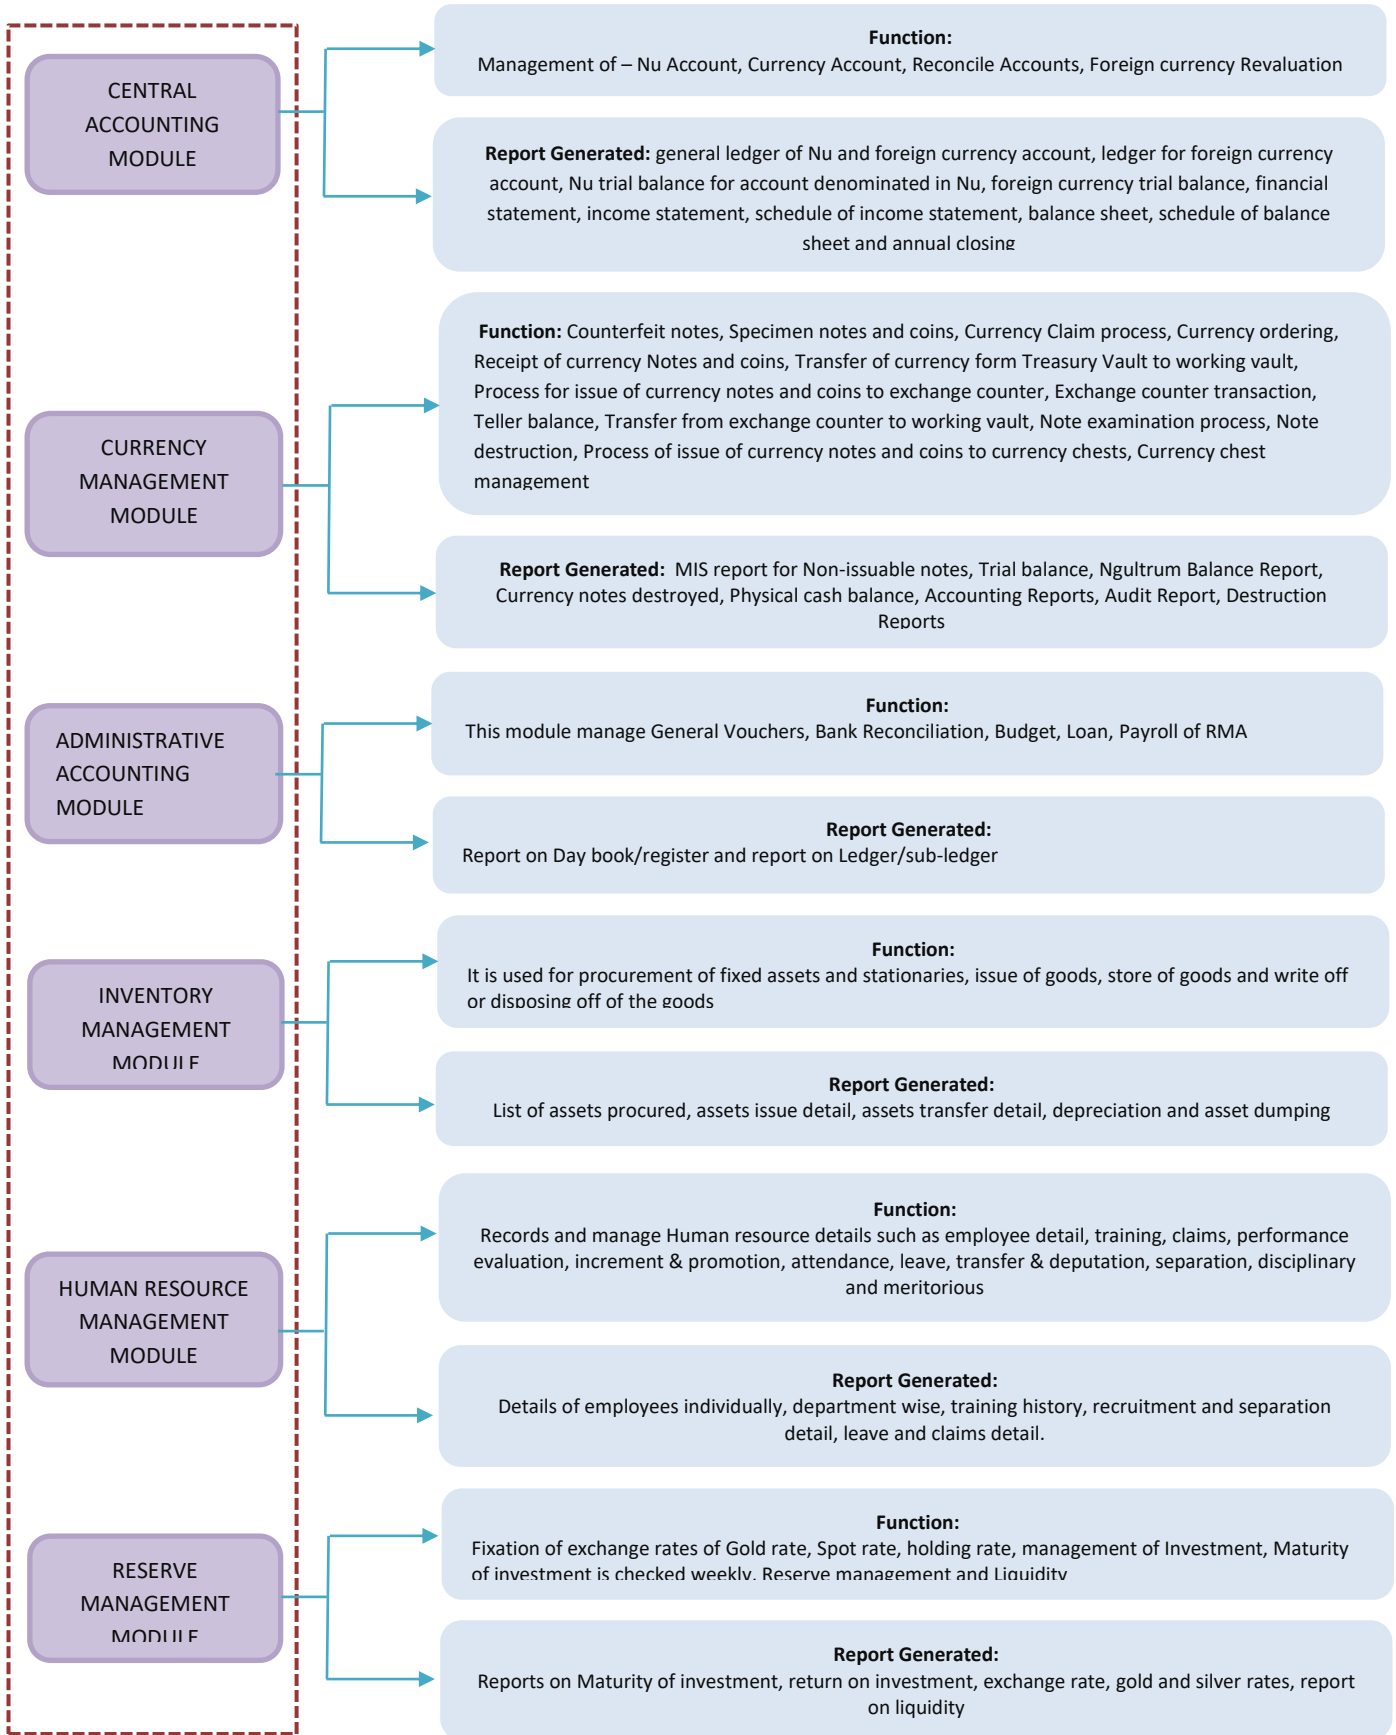 CENTRAL
ACCOUNTING
MODULE
Function:
Management of – Nu Account, Currency Account, Reconcile Accounts, Foreign currency Revaluation
Report Generated: general ledger of Nu and foreign currency account, ledger for foreign currency
account, Nu trial balance for account denominated in Nu, foreign currency trial balance, financial
statement, income statement, schedule of income statement, balance sheet, schedule of balance
sheet and annual closing
CURRENCY
MANAGEMENT
MODULE
Function: Counterfeit notes, Specimen notes and coins, Currency Claim process, Currency ordering,
Receipt of currency Notes and coins, Transfer of currency form Treasury Vault to working vault,
Process for issue of currency notes and coins to exchange counter, Exchange counter transaction,
Teller balance, Transfer from exchange counter to working vault, Note examination process, Note
destruction, Process of issue of currency notes and coins to currency chests, Currency chest
management
Report Generated: MIS report for Non-issuable notes, Trial balance, Ngultrum Balance Report,
Currency notes destroyed, Physical cash balance, Accounting Reports, Audit Report, Destruction
Reports
ADMINISTRATIVE
ACCOUNTING
MODULE
Function:
This module manage General Vouchers, Bank Reconciliation, Budget, Loan, Payroll of RMA
Report Generated:
Report on Day book/register and report on Ledger/sub-ledger
INVENTORY
MANAGEMENT
MODULE
Function:
It is used for procurement of fixed assets and stationaries, issue of goods, store of goods and write off
or disposing off of the goods
Report Generated:
List of assets procured, assets issue detail, assets transfer detail, depreciation and asset dumping
HUMAN RESOURCE
MANAGEMENT
MODULE
Function:
Records and manage Human resource details such as employee detail, training, claims, performance
evaluation, increment & promotion, attendance, leave, transfer & deputation, separation, disciplinary
and meritorious
Report Generated:
Details of employees individually, department wise, training history, recruitment and separation
detail, leave and claims detail.
RESERVE
MANAGEMENT
MODULE
Function:
Fixation of exchange rates of Gold rate, Spot rate, holding rate, management of Investment, Maturity
of investment is checked weekly, Reserve management and Liquidity
Report Generated:
Reports on Maturity of investment, return on investment, exchange rate, gold and silver rates, report
on liquidity